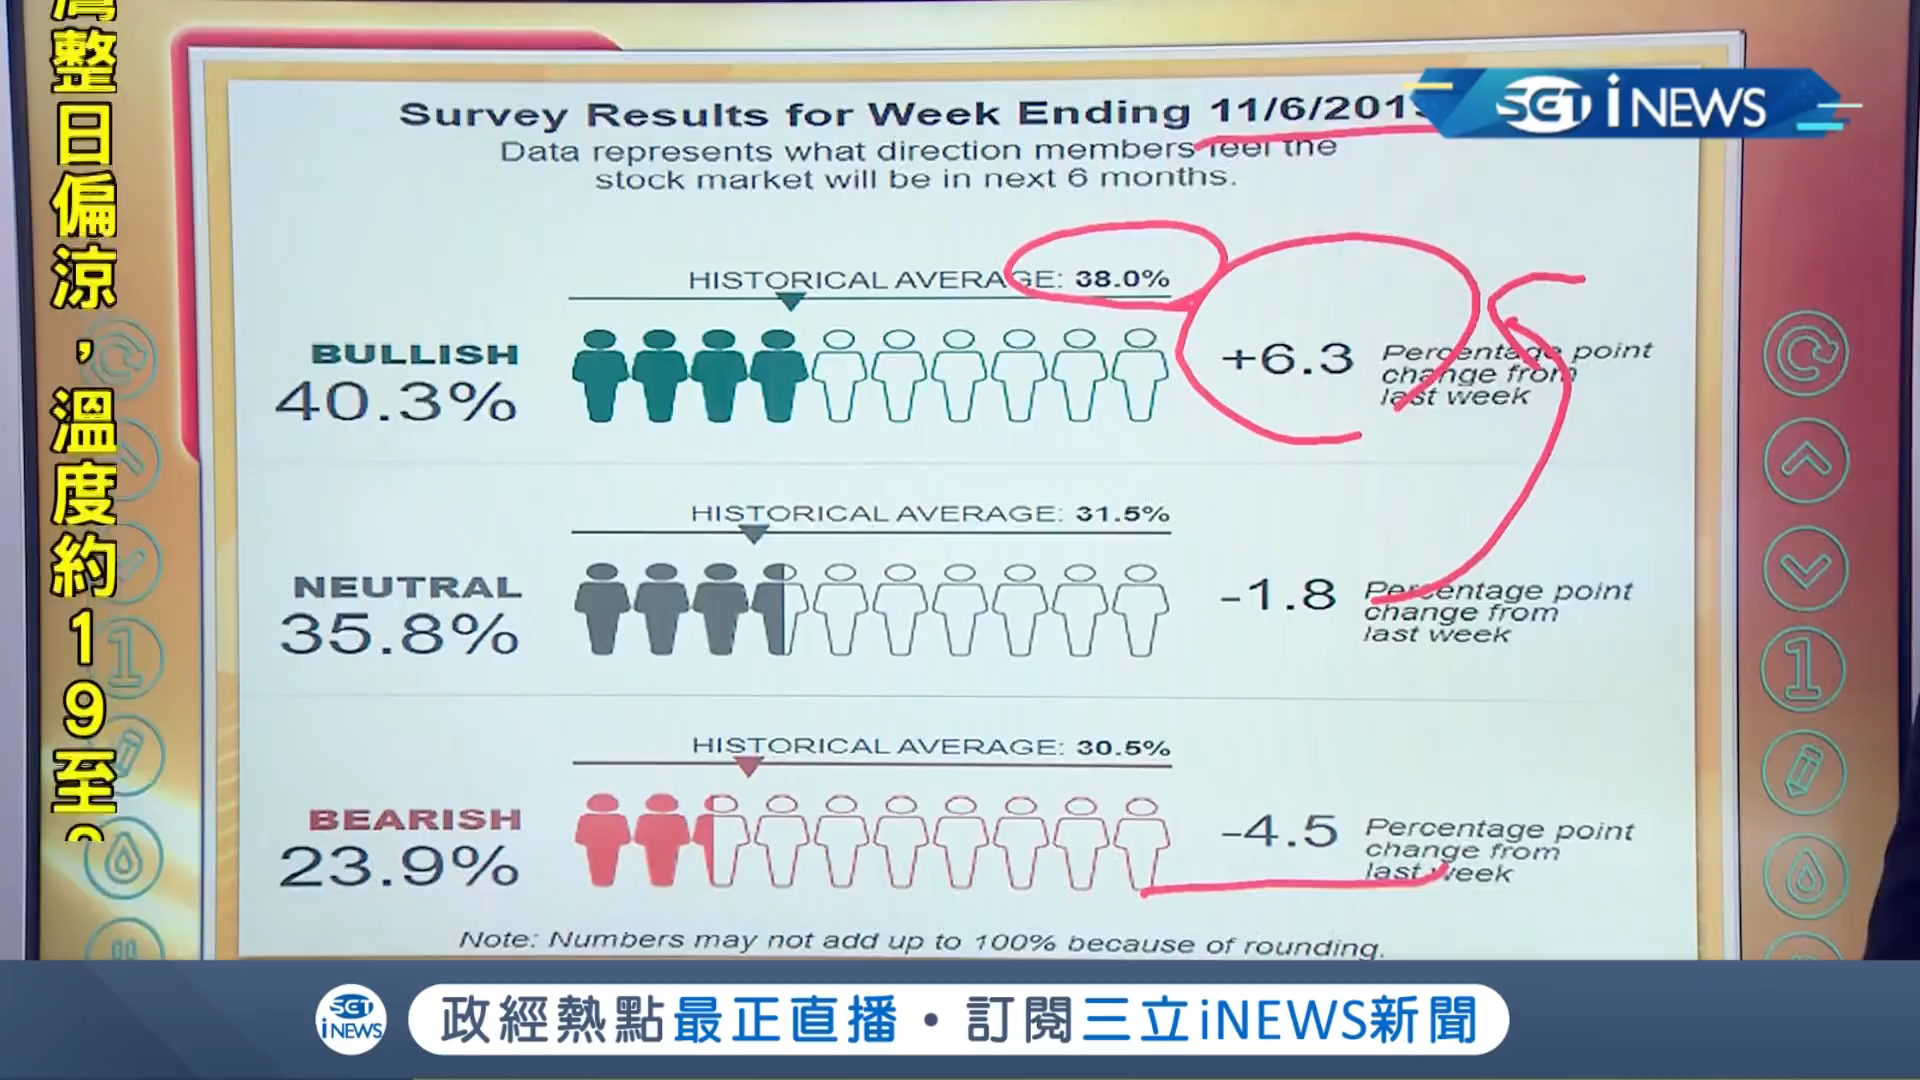 Survey Results for Week Ending 11/6/201
Data represents what direction members feel the
stock market will be in next 6 months.
HISTORICAL AVERAGE: 38.0%
BULLISH
40.3%
+6.3
Percentage point
change from
last week
HISTORICAL AVERAGE: 31.5%
NEUTRAL
35.8%
-1.8
Percentage point
change from
last week
HISTORICAL AVERAGE: 30.5%
BEARISH
23.9%
-4.5
Percentage point
change from
last week
Note: Numbers may not add up to 100% because of rounding.
SET iNEWS
整日偏涼，溫度約19至
1
1
SET
iNEWS
政經熱點最正直播・訂閱三立iNEWS新聞